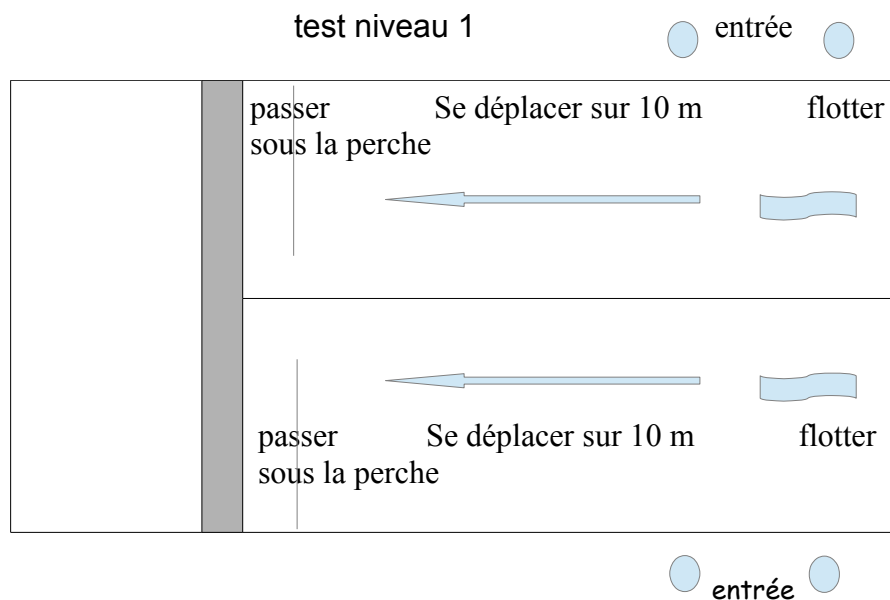 test niveau 1
entrée
passer
sous la perche
Se déplacer sur 10 m
flotter
passer
sous la perche
Se déplacer sur 10 m
flotter
entrée